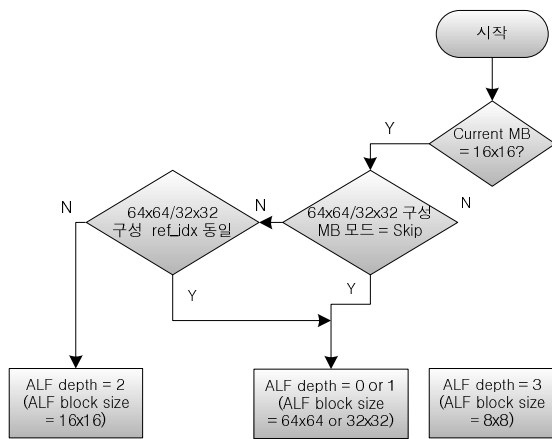 시작
Current MB
= 16x16?
Y
N
64x64/32x32 구성
MB 모드 = Skip
N
64x64/32x32
구성 ref_idx 동일
N
Y
Y
ALF depth = 2
(ALF block size
= 16x16)
ALF depth = 0 or 1
(ALF block size
= 64x64 or 32x32)
ALF depth = 3
(ALF block size
= 8x8)